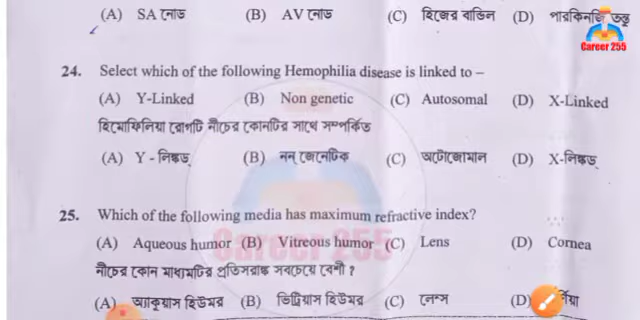 (A) SA নোড (B) AV নোড (C) হিজের বান্ডিল (D) পারকিনজি তন্তু
Career 255
24. Select which of the following Hemophilia disease is linked to –
(A) Y-Linked (B) Non genetic (C) Autosomal (D) X-Linked
হিমোফিলিয়া রোগটি নীচের কোনটির সাথে সম্পর্কিত
(A) Y - লিঙ্কড্ (B) নন্ জেনেটিক (C) অটোজোমাল (D) X-লিঙ্কড্
Career 255
25. Which of the following media has maximum refractive index?
(A) Aqueous humor (B) Vitreous humor (C) Lens (D) Cornea
নীচের কোন মাধ্যমটির প্রতিসরাঙ্ক সবচেয়ে বেশী ?
(A) অ্যাকুয়াস হিউমর (B) ভিট্রিয়াস হিউমর (C) লেন্স (D)